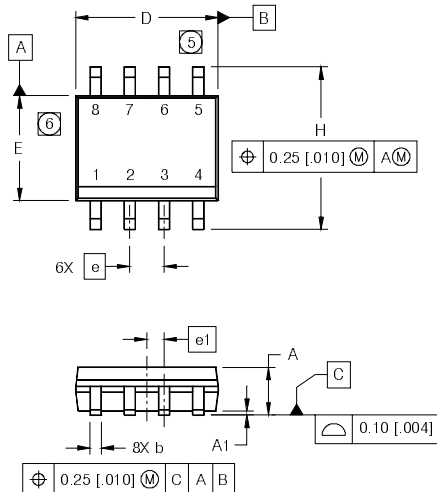 D
B
5
A
8 7 6 5
6
E
H
⌖ 0.25 [.010] Ⓜ A Ⓜ
1 2 3 4
6X e
e1
A
C
A1
8X b
⌓ 0.10 [.004]
⌖ 0.25 [.010] Ⓜ C A B